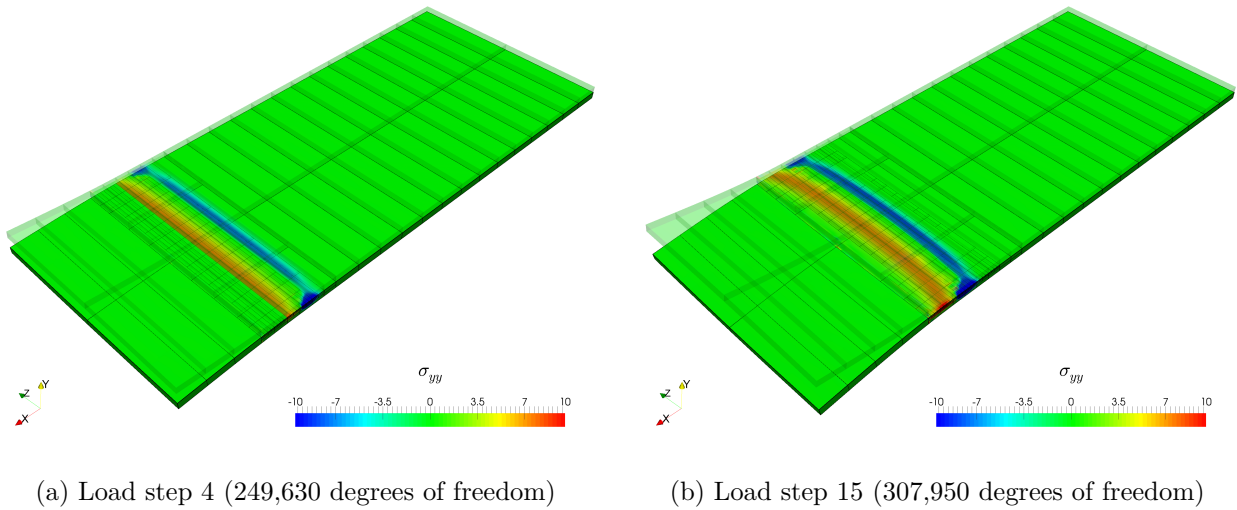 σyy
-10 -7 -3.5 0 3.5 7 10
Y
Z
X
σyy
-10 -7 -3.5 0 3.5 7 10
Y
Z
X
(a) Load step 4 (249,630 degrees of freedom)
(b) Load step 15 (307,950 degrees of freedom)